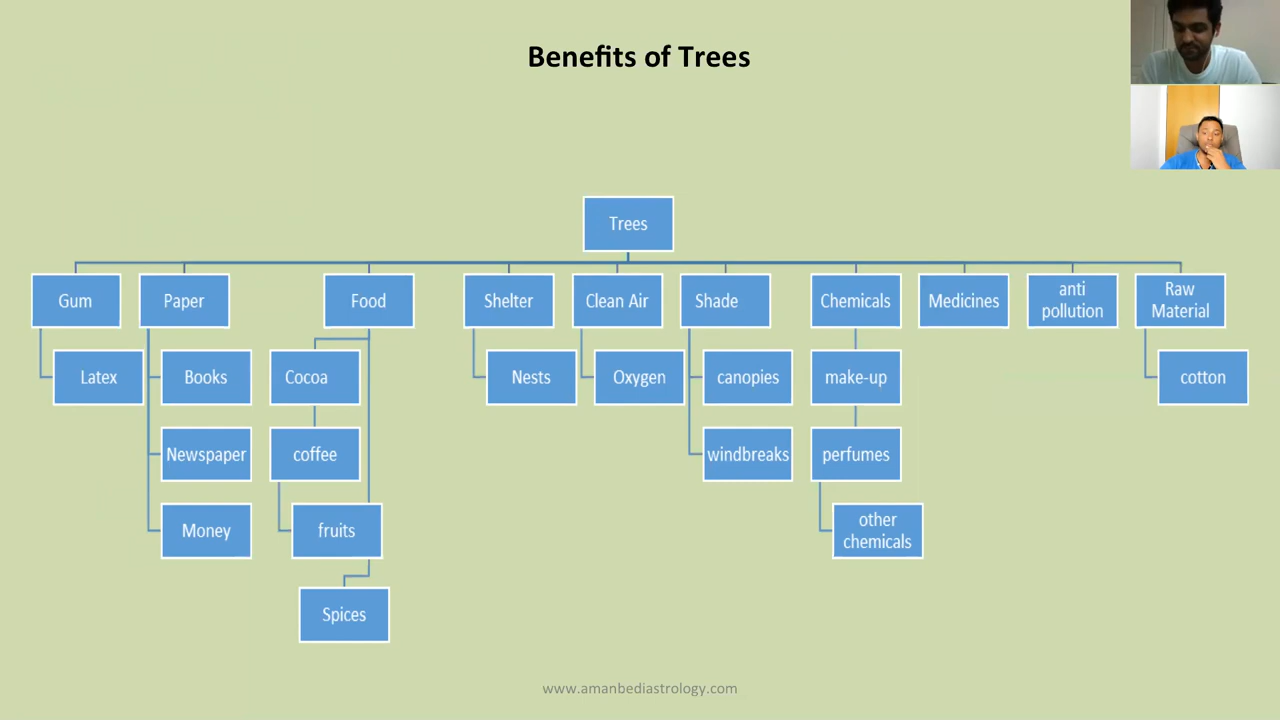 Benefits of Trees
Trees
Gum
Paper
Food
Shelter
Clean Air
Shade
Chemicals
Medicines
anti
pollution
Raw
Material
Latex
Books
Cocoa
Nests
Oxygen
canopies
make-up
cotton
Newspaper
coffee
windbreaks
perfumes
Money
fruits
other
chemicals
Spices
www.amanbediastrology.com